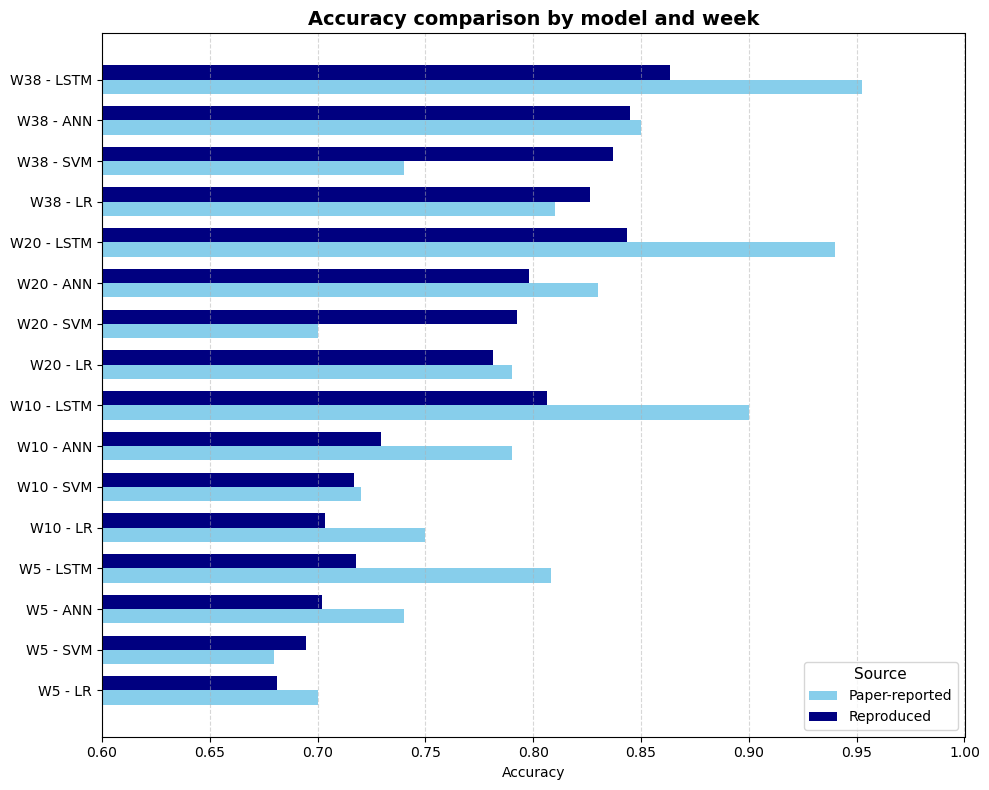 Accuracy comparison by model and week
W38 - LSTM
W38 - ANN
W38 - SVM
W38 - LR
W20 - LSTM
W20 - ANN
W20 - SVM
W20 - LR
W10 - LSTM
W10 - ANN
W10 - SVM
W10 - LR
W5 - LSTM
W5 - ANN
W5 - SVM
W5 - LR
Source
Paper-reported
Reproduced
0.60 0.65 0.70 0.75 0.80 0.85 0.90 0.95 1.00
Accuracy